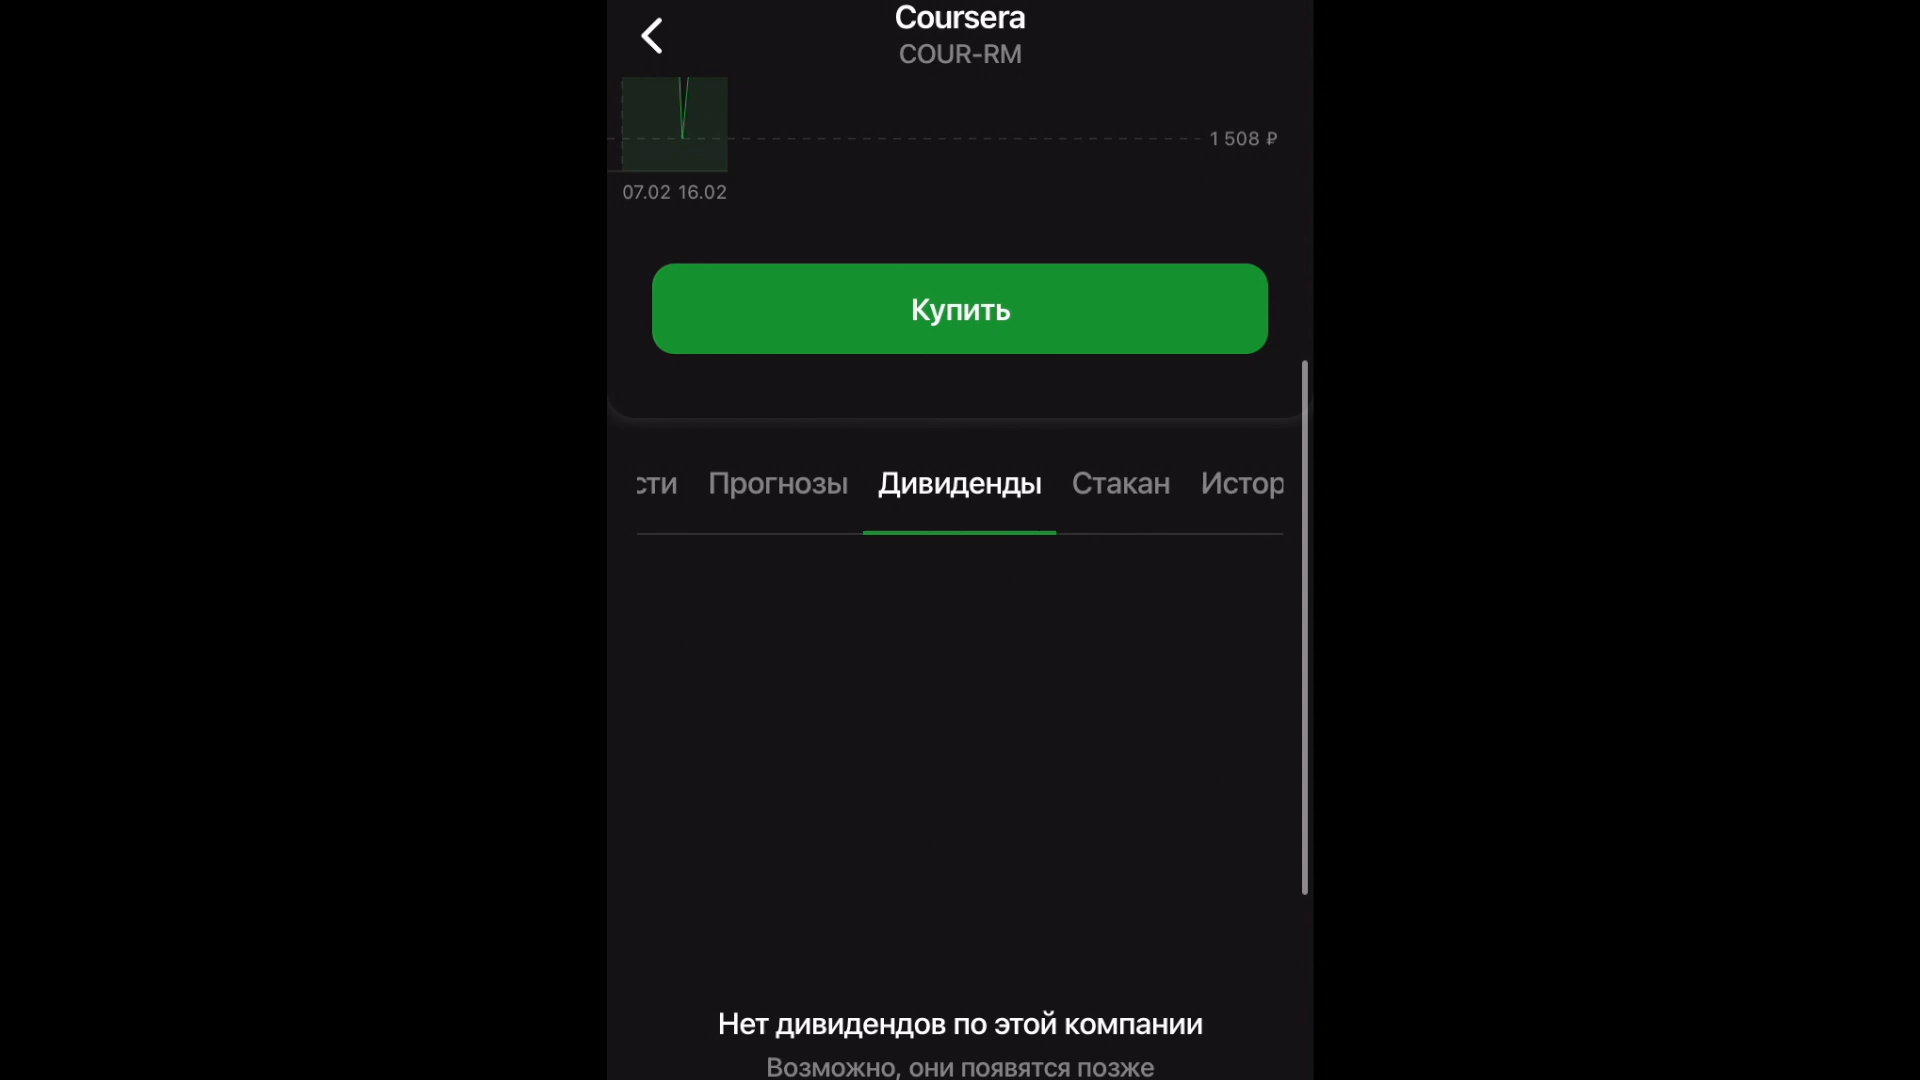 Coursera
COUR-RM
1 508 ₽
07.02 16.02
Купить
сти Прогнозы Дивиденды Стакан Истор
Нет дивидендов по этой компании
Возможно, они появятся позже